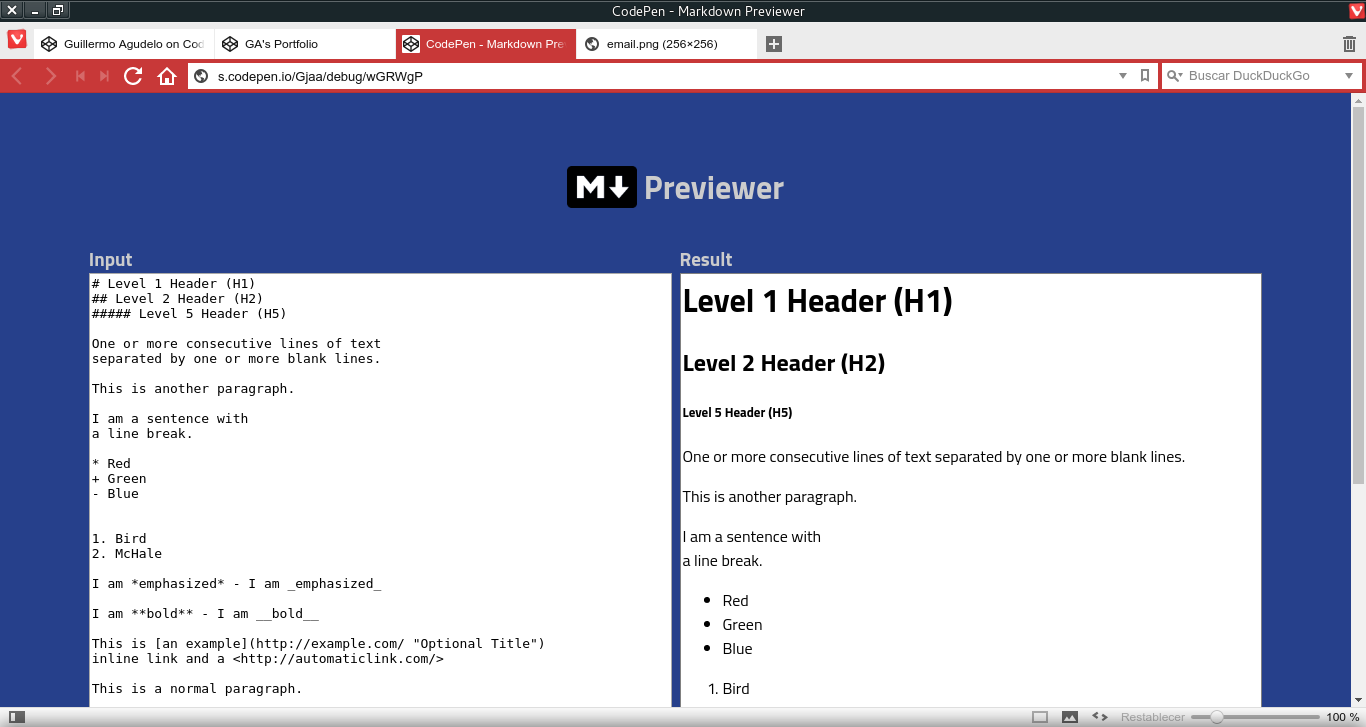 CodePen - Markdown Previewer
Guillermo Agudelo on Cod
GA's Portfolio
CodePen - Markdown Pre
email.png (256×256)
s.codepen.io/Gjaa/debug/wGRWgP
Buscar DuckDuckGo
M Previewer
Input
# Level 1 Header (H1)
## Level 2 Header (H2)
##### Level 5 Header (H5)
One or more consecutive lines of text
separated by one or more blank lines.
This is another paragraph.
I am a sentence with
a line break.
* Red
+ Green
- Blue
1. Bird
2. McHale
I am *emphasized* - I am _emphasized_
I am **bold** - I am __bold__
This is [an example](http://example.com/ "Optional Title")
inline link and a <http://automaticlink.com/>
This is a normal paragraph.
Result
Level 1 Header (H1)
Level 2 Header (H2)
Level 5 Header (H5)
One or more consecutive lines of text separated by one or more blank lines.
This is another paragraph.
I am a sentence with
a line break.
• Red
• Green
• Blue
1. Bird
Restablecer
100 %